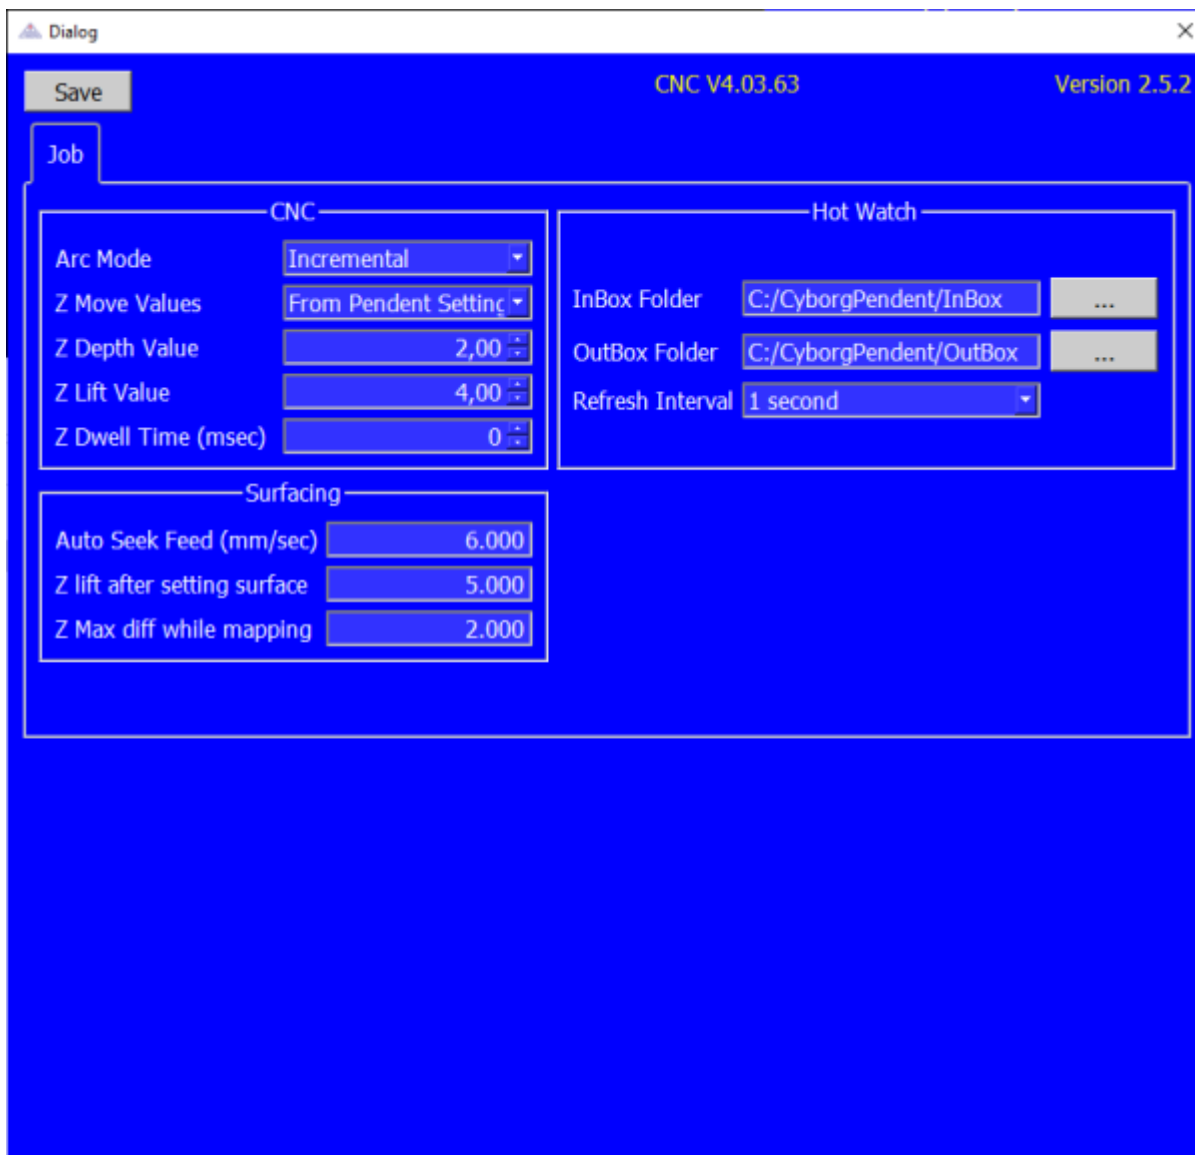 Dialog
Save
CNC V4.03.63
Version 2.5.2
Job
CNC
Arc Mode Incremental
Z Move Values From Pendent Setting
Z Depth Value 2,00
Z Lift Value 4,00
Z Dwell Time (msec) 0
Hot Watch
InBox Folder C:/CyborgPendent/InBox ...
OutBox Folder C:/CyborgPendent/OutBox ...
Refresh Interval 1 second
Surfacing
Auto Seek Feed (mm/sec) 6.000
Z lift after setting surface 5.000
Z Max diff while mapping 2.000